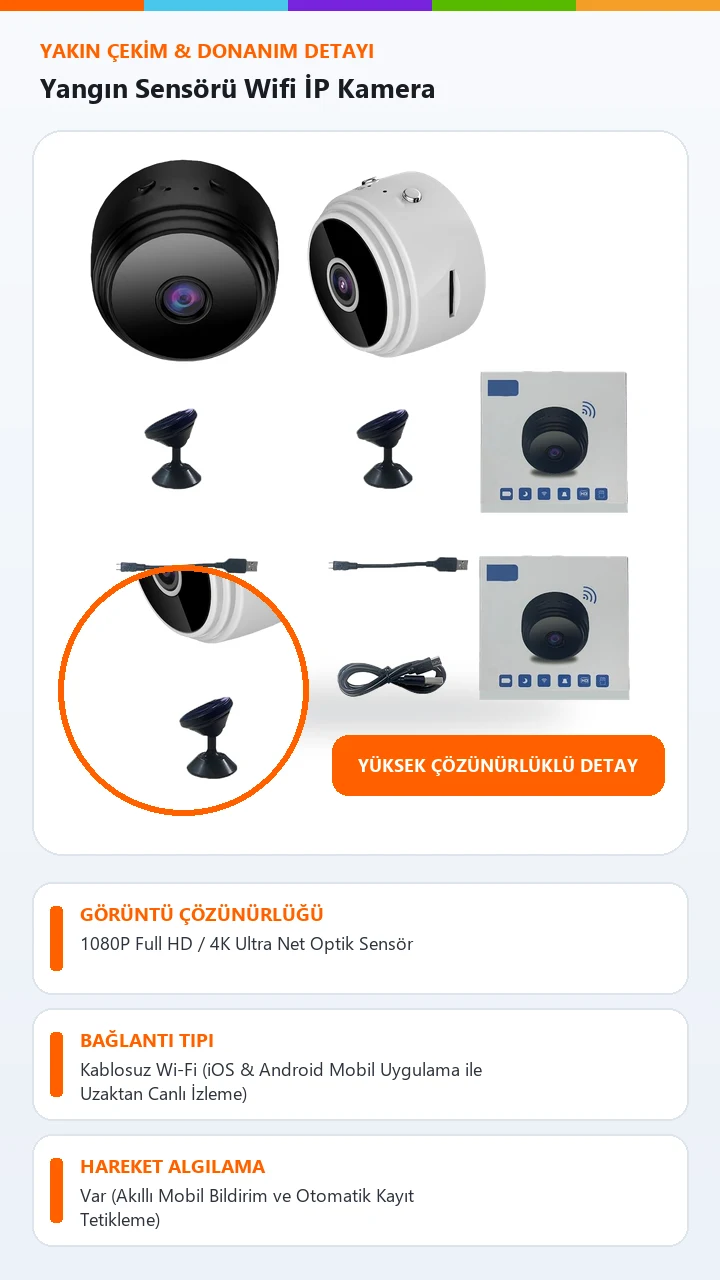 YAKIN ÇEKİM & DONANIM DETAYI
Yangın Sensörü Wifi İP Kamera
YÜKSEK ÇÖZÜNÜRLÜKLÜ DETAY
GÖRÜNTÜ ÇÖZÜNÜRLÜĞÜ
1080P Full HD / 4K Ultra Net Optik Sensör
BAĞLANTI TIPI
Kablosuz Wi-Fi (iOS & Android Mobil Uygulama ile
Uzaktan Canlı İzleme)
HAREKET ALGILAMA
Var (Akıllı Mobil Bildirim ve Otomatik Kayıt
Tetikleme)